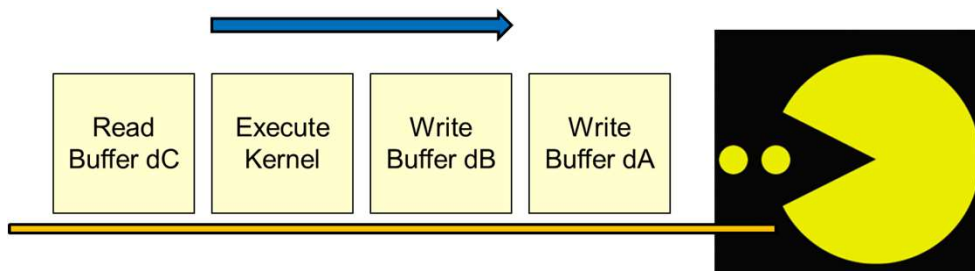 Read
Buffer dC
Execute
Kernel
Write
Buffer dB
Write
Buffer dA